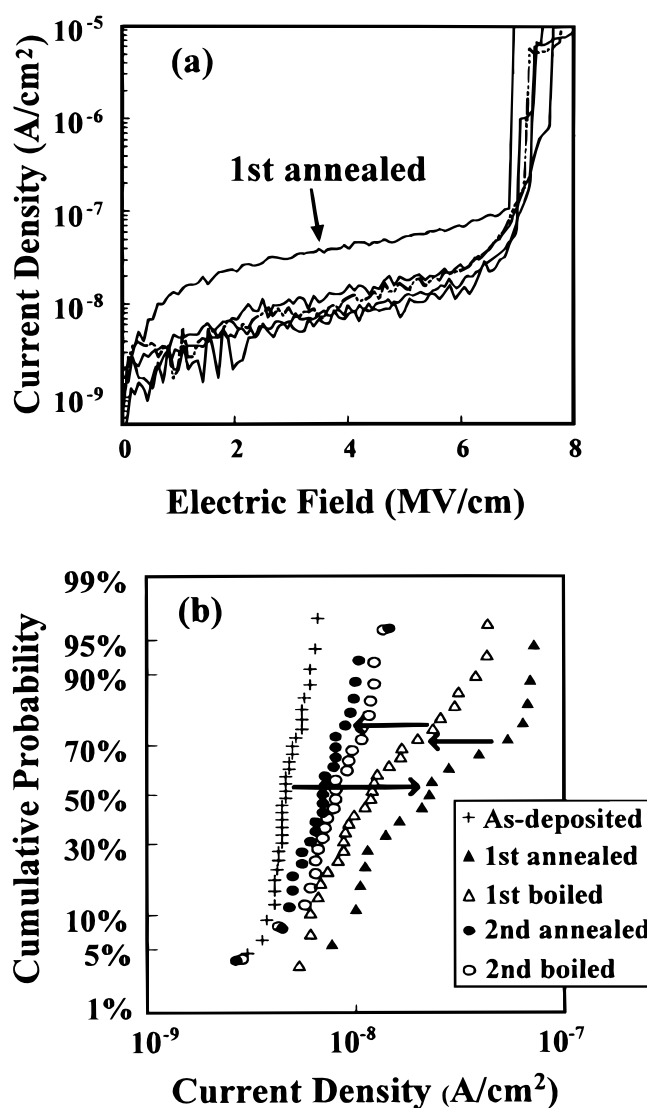 (a)
Current Density (A/cm²)
10⁻⁵
10⁻⁶
10⁻⁷
10⁻⁸
10⁻⁹
1st annealed
0 2 4 6 8
Electric Field (MV/cm)
(b)
Cumulative Probability
99%
95%
90%
70%
50%
30%
10%
5%
1%
+ As-deposited
▲ 1st annealed
△ 1st boiled
● 2nd annealed
○ 2nd boiled
10⁻⁹ 10⁻⁸ 10⁻⁷
Current Density (A/cm²)